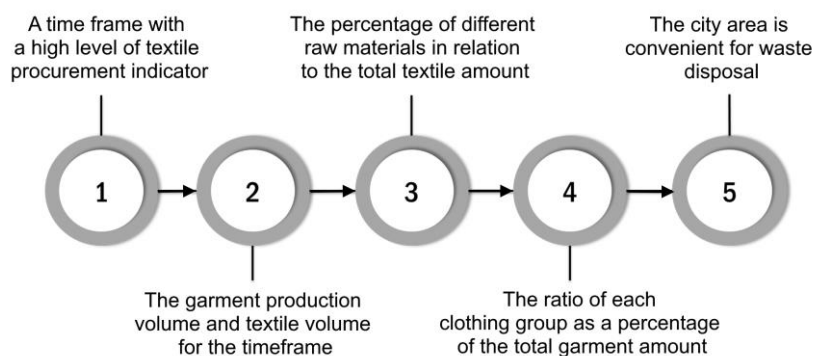 A time frame with
a high level of textile
procurement indicator
The percentage of different
raw materials in relation
to the total textile amount
The city area is
convenient for waste
disposal
1
2
3
4
5
The garment production
volume and textile volume
for the timeframe
The ratio of each
clothing group as a percentage
of the total garment amount